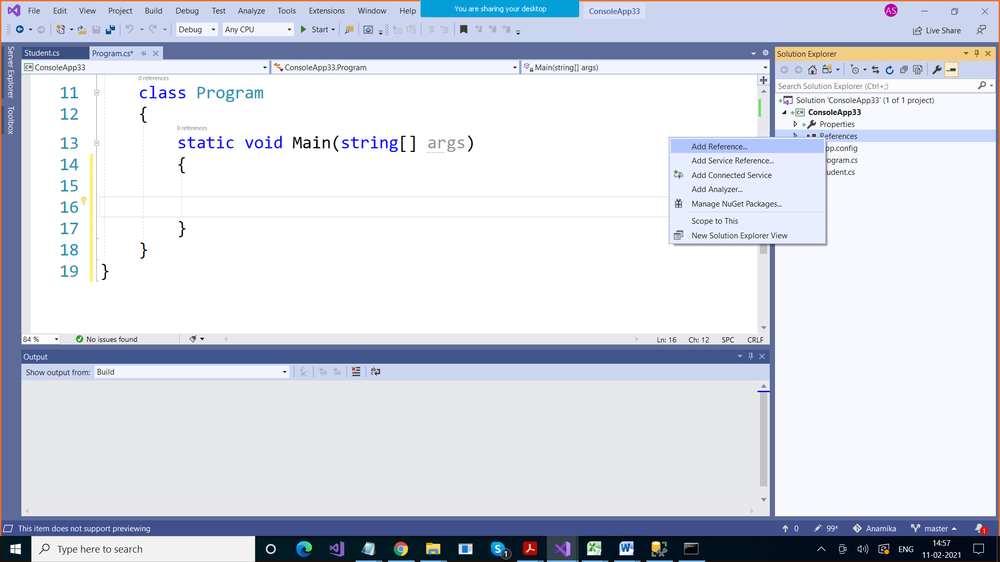 File Edit View Project Build Debug Test Analyze Tools Extensions Window Help
You are sharing your desktop
ConsoleApp33
AS
Debug Any CPU Start
Live Share
Server Explorer
Toolbox
Student.cs Program.cs*
C# ConsoleApp33 ConsoleApp33.Program Main(string[] args)
0 references
11 class Program
12 {
0 references
13 static void Main(string[] args)
14 {
15
16
17 }
18 }
19 }
84 % No issues found Ln: 16 Ch: 12 SPC CRLF
Output
Show output from: Build
Solution Explorer
Search Solution Explorer (Ctrl+;)
Solution 'ConsoleApp33' (1 of 1 project)
C# ConsoleApp33
Properties
References
pp.config
ogram.cs
udent.cs
Add Reference...
Add Service Reference...
Add Connected Service
Add Analyzer...
Manage NuGet Packages...
Scope to This
New Solution Explorer View
This item does not support previewing 0 99* Anamika master 1
Type here to search
S 1
ENG
14:57
11-02-2021